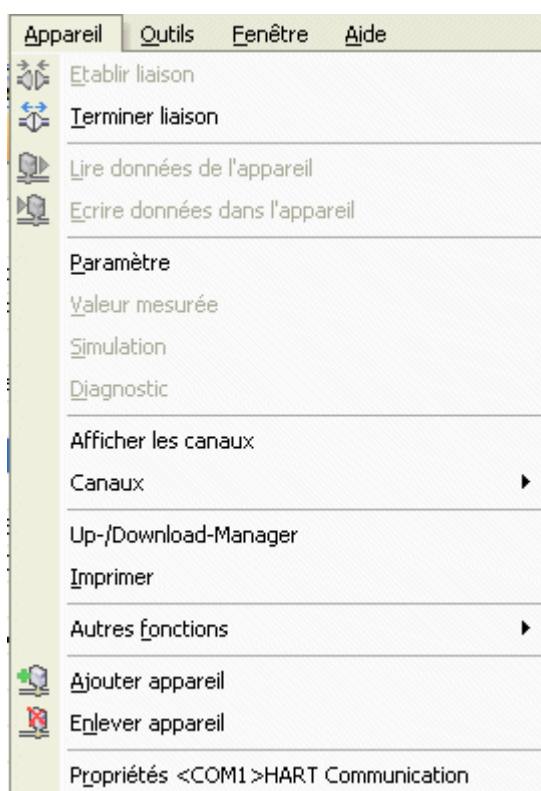 Appareil Outils Fenêtre Aide
Etablir liaison
Terminer liaison
Lire données de l'appareil
Ecrire données dans l'appareil
Paramètre
Valeur mesurée
Simulation
Diagnostic
Afficher les canaux
Canaux
Up-/Download-Manager
Imprimer
Autres fonctions
Ajouter appareil
Enlever appareil
Propriétés <COM1>HART Communication